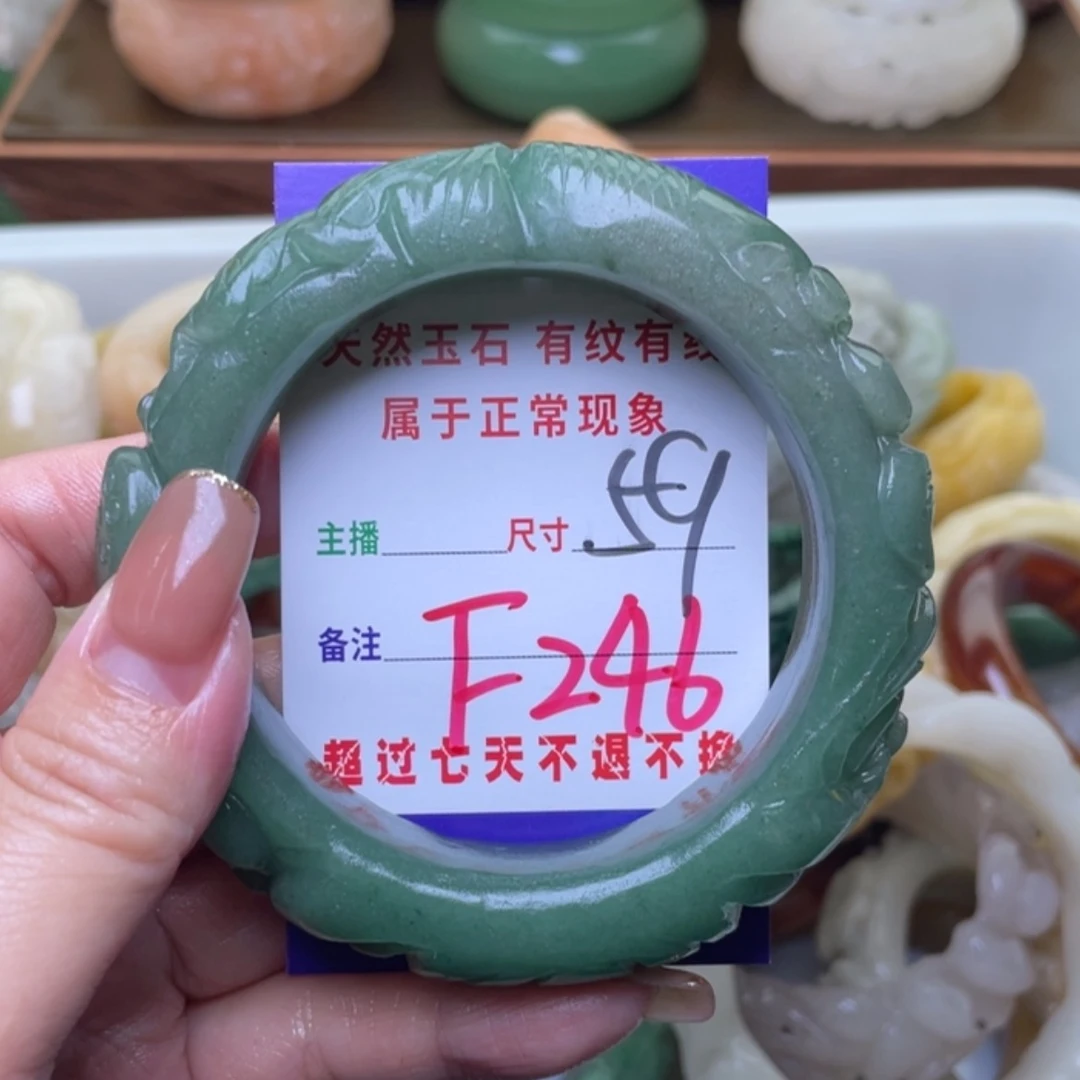 天然玉石 有纹有线
属于正常现象
主播 尺寸
备注 F246
超过七天不退不换